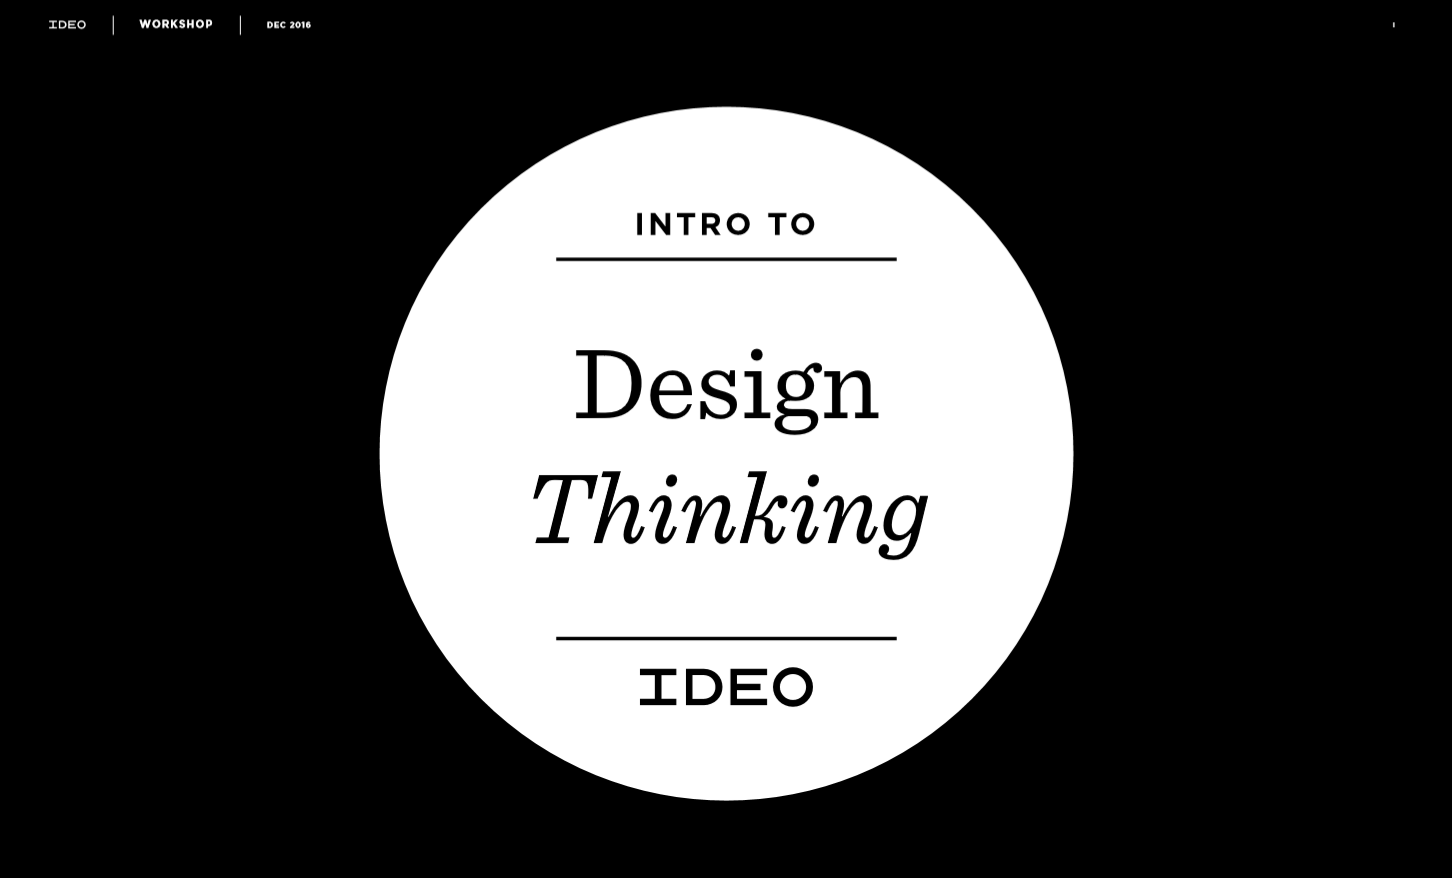 IDEO
WORKSHOP
DEC 2016
1
INTRO TO
Design
Thinking
IDEO